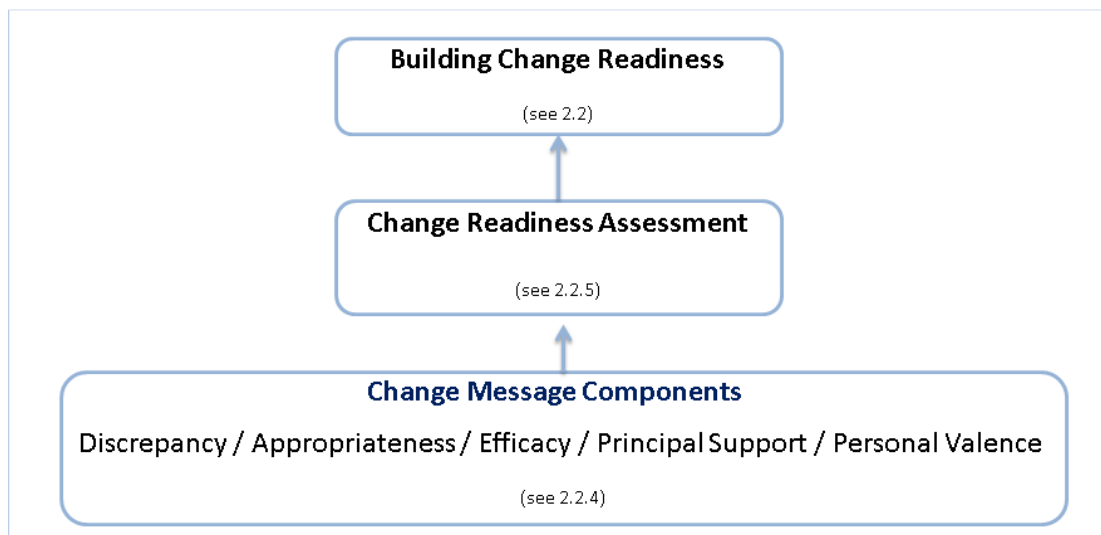 Building Change Readiness
(see 2.2)
Change Readiness Assessment
(see 2.2.5)
Change Message Components
Discrepancy / Appropriateness / Efficacy / Principal Support / Personal Valence
(see 2.2.4)